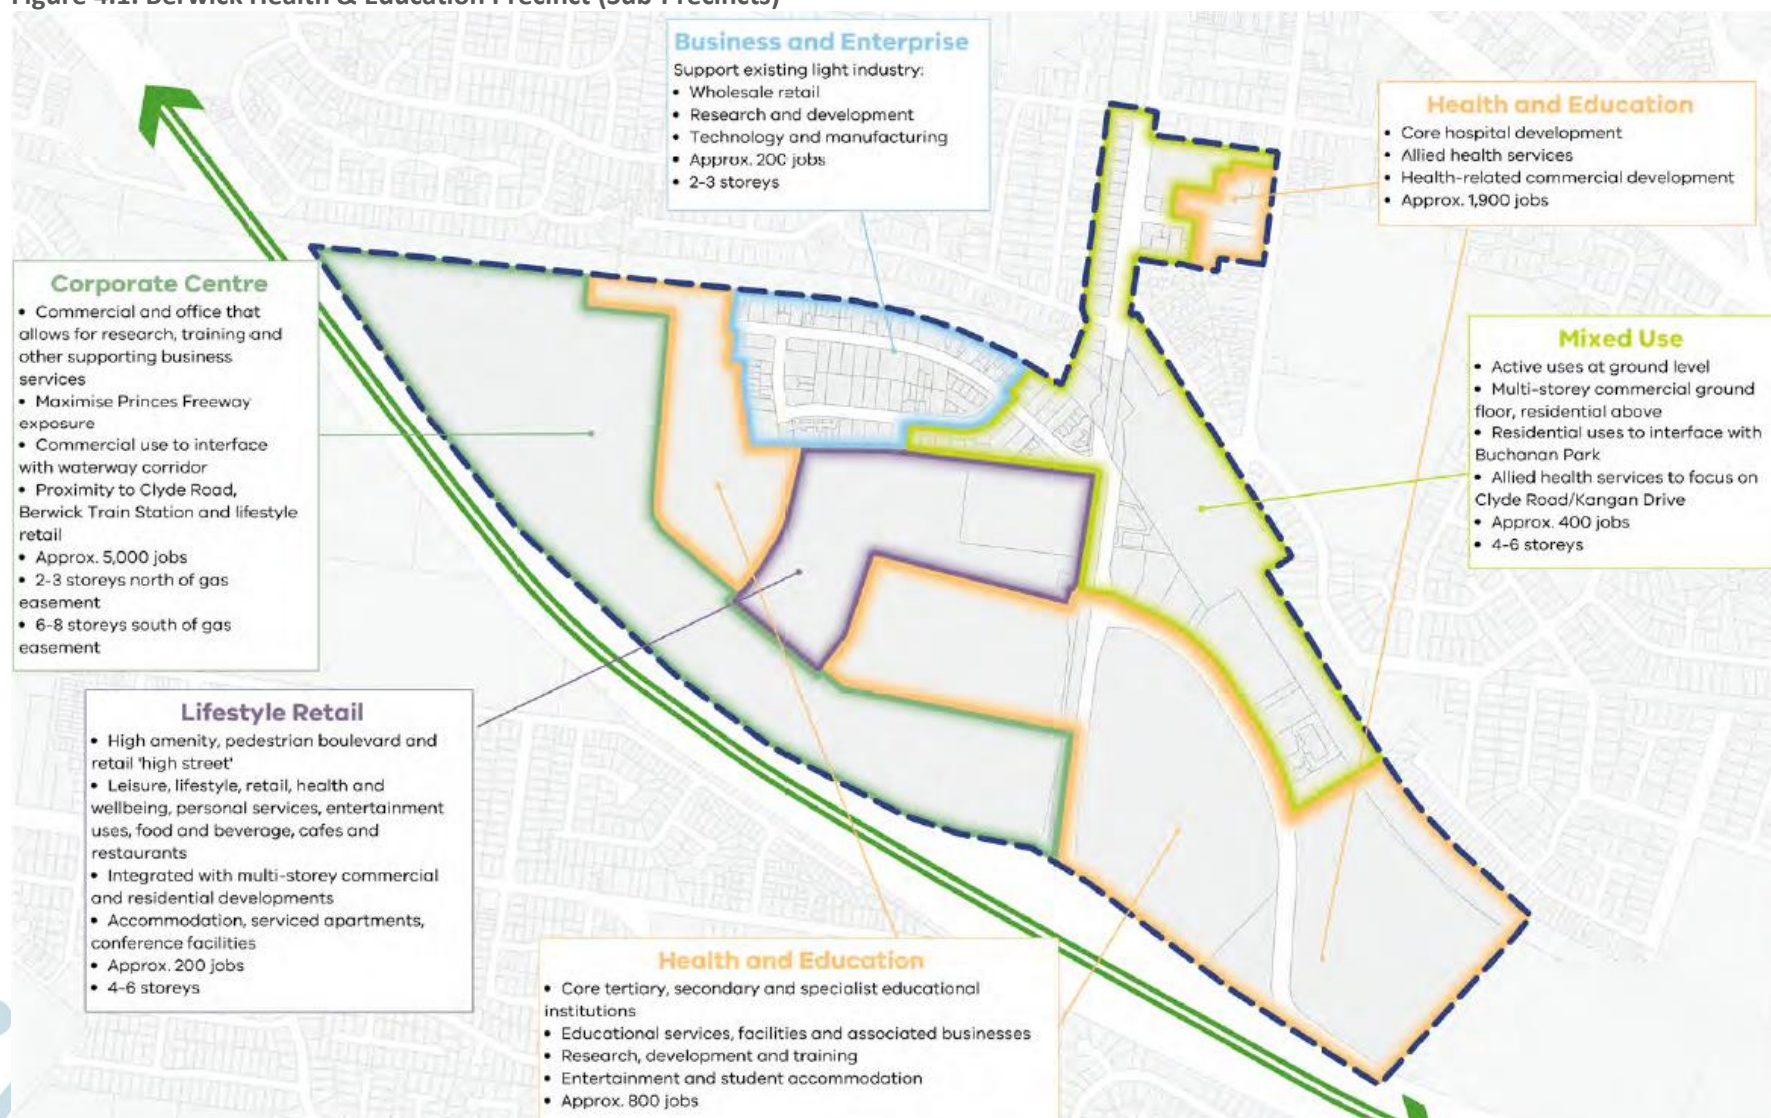 Figure 4.1: Berwick Health & Education Precinct (Sub-Precincts)
Business and Enterprise
Support existing light industry:
• Wholesale retail
• Research and development
• Technology and manufacturing
• Approx. 200 jobs
• 2-3 storeys
Health and Education
• Core hospital development
• Allied health services
• Health-related commercial development
• Approx. 1,900 jobs
Corporate Centre
• Commercial and office that
allows for research, training and
other supporting business
services
• Maximise Princes Freeway
exposure
• Commercial use to interface
with waterway corridor
• Proximity to Clyde Road,
Berwick Train Station and lifestyle
retail
• Approx. 5,000 jobs
• 2-3 storeys north of gas
easement
• 6-8 storeys south of gas
easement
Mixed Use
• Active uses at ground level
• Multi-storey commercial ground
floor, residential above
• Residential uses to interface with
Buchanan Park
• Allied health services to focus on
Clyde Road/Kangan Drive
• Approx. 400 jobs
• 4-6 storeys
Lifestyle Retail
• High amenity, pedestrian boulevard and
retail 'high street'
• Leisure, lifestyle, retail, health and
wellbeing, personal services, entertainment
uses, food and beverage, cafes and
restaurants
• Integrated with multi-storey commercial
and residential developments
• Accommodation, serviced apartments,
conference facilities
• Approx. 200 jobs
• 4-6 storeys
Health and Education
• Core tertiary, secondary and specialist educational
institutions
• Educational services, facilities and associated businesses
• Research, development and training
• Entertainment and student accommodation
• Approx. 800 jobs